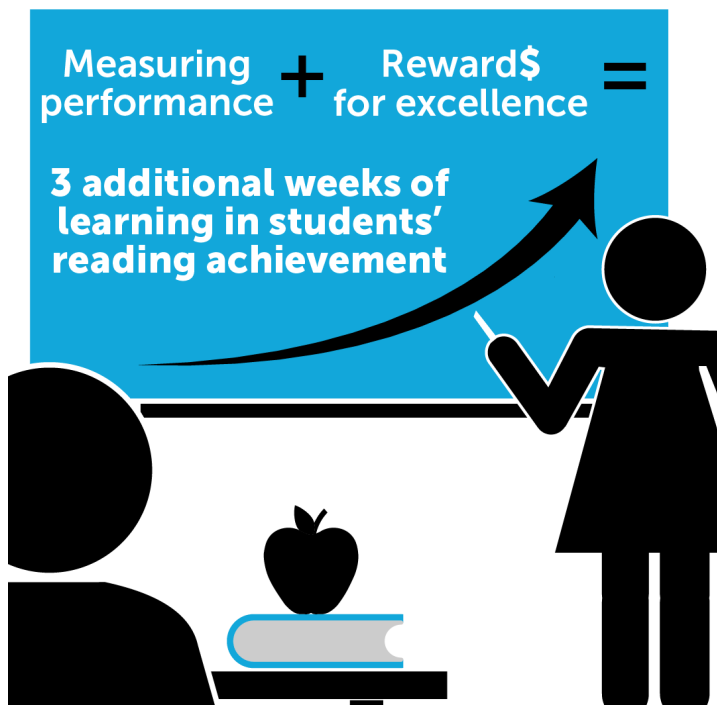 Measuring + Reward$ =
performance for excellence
3 additional weeks of
learning in students’
reading achievement